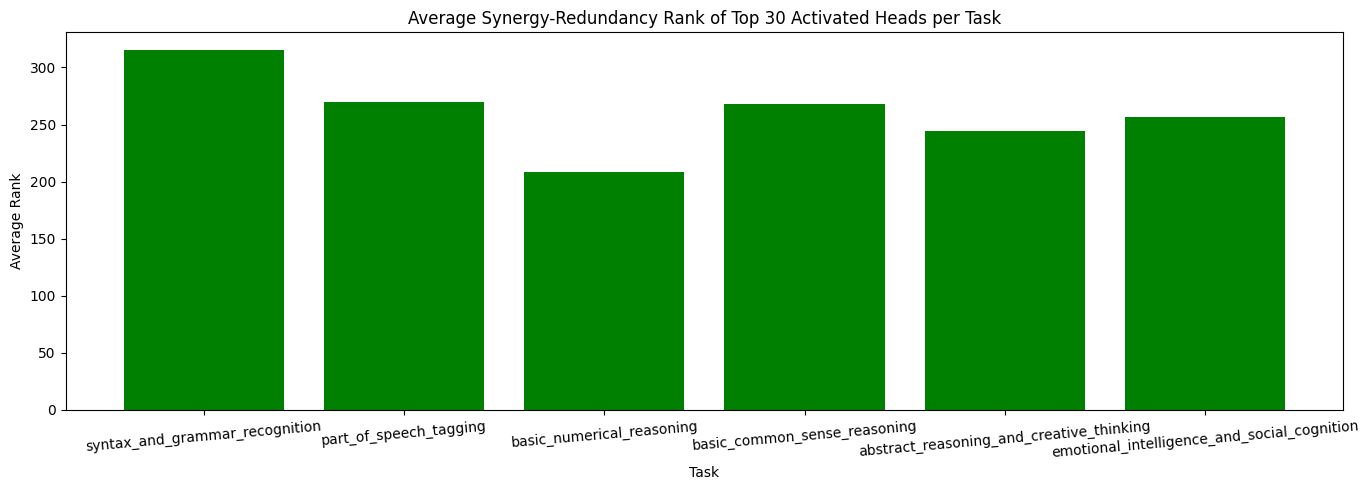 Average Synergy-Redundancy Rank of Top 30 Activated Heads per Task
Average Rank
300
250
200
150
100
50
0
syntax_and_grammar_recognition
part_of_speech_tagging
basic_numerical_reasoning
basic_common_sense_reasoning
abstract_reasoning_and_creative_thinking
emotional_intelligence_and_social_cognition
Task